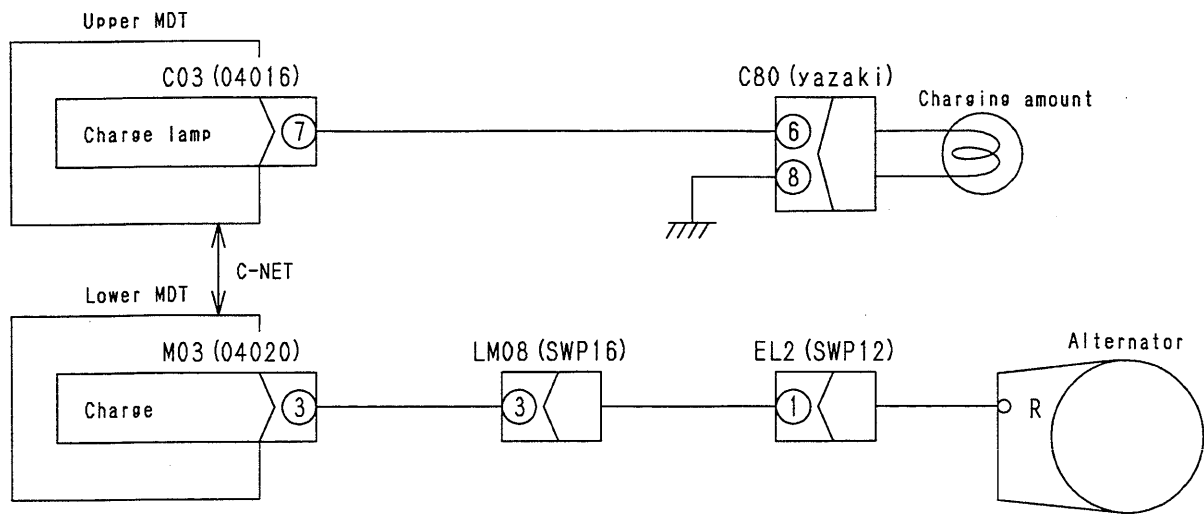 Upper MDT
C03 (04016)
C80 (yazaki)
Charging amount
Charge lamp
7
6
8
C-NET
Lower MDT
M03 (04020)
LM08 (SWP16)
EL2 (SWP12)
Alternator
Charge
3
3
1
R